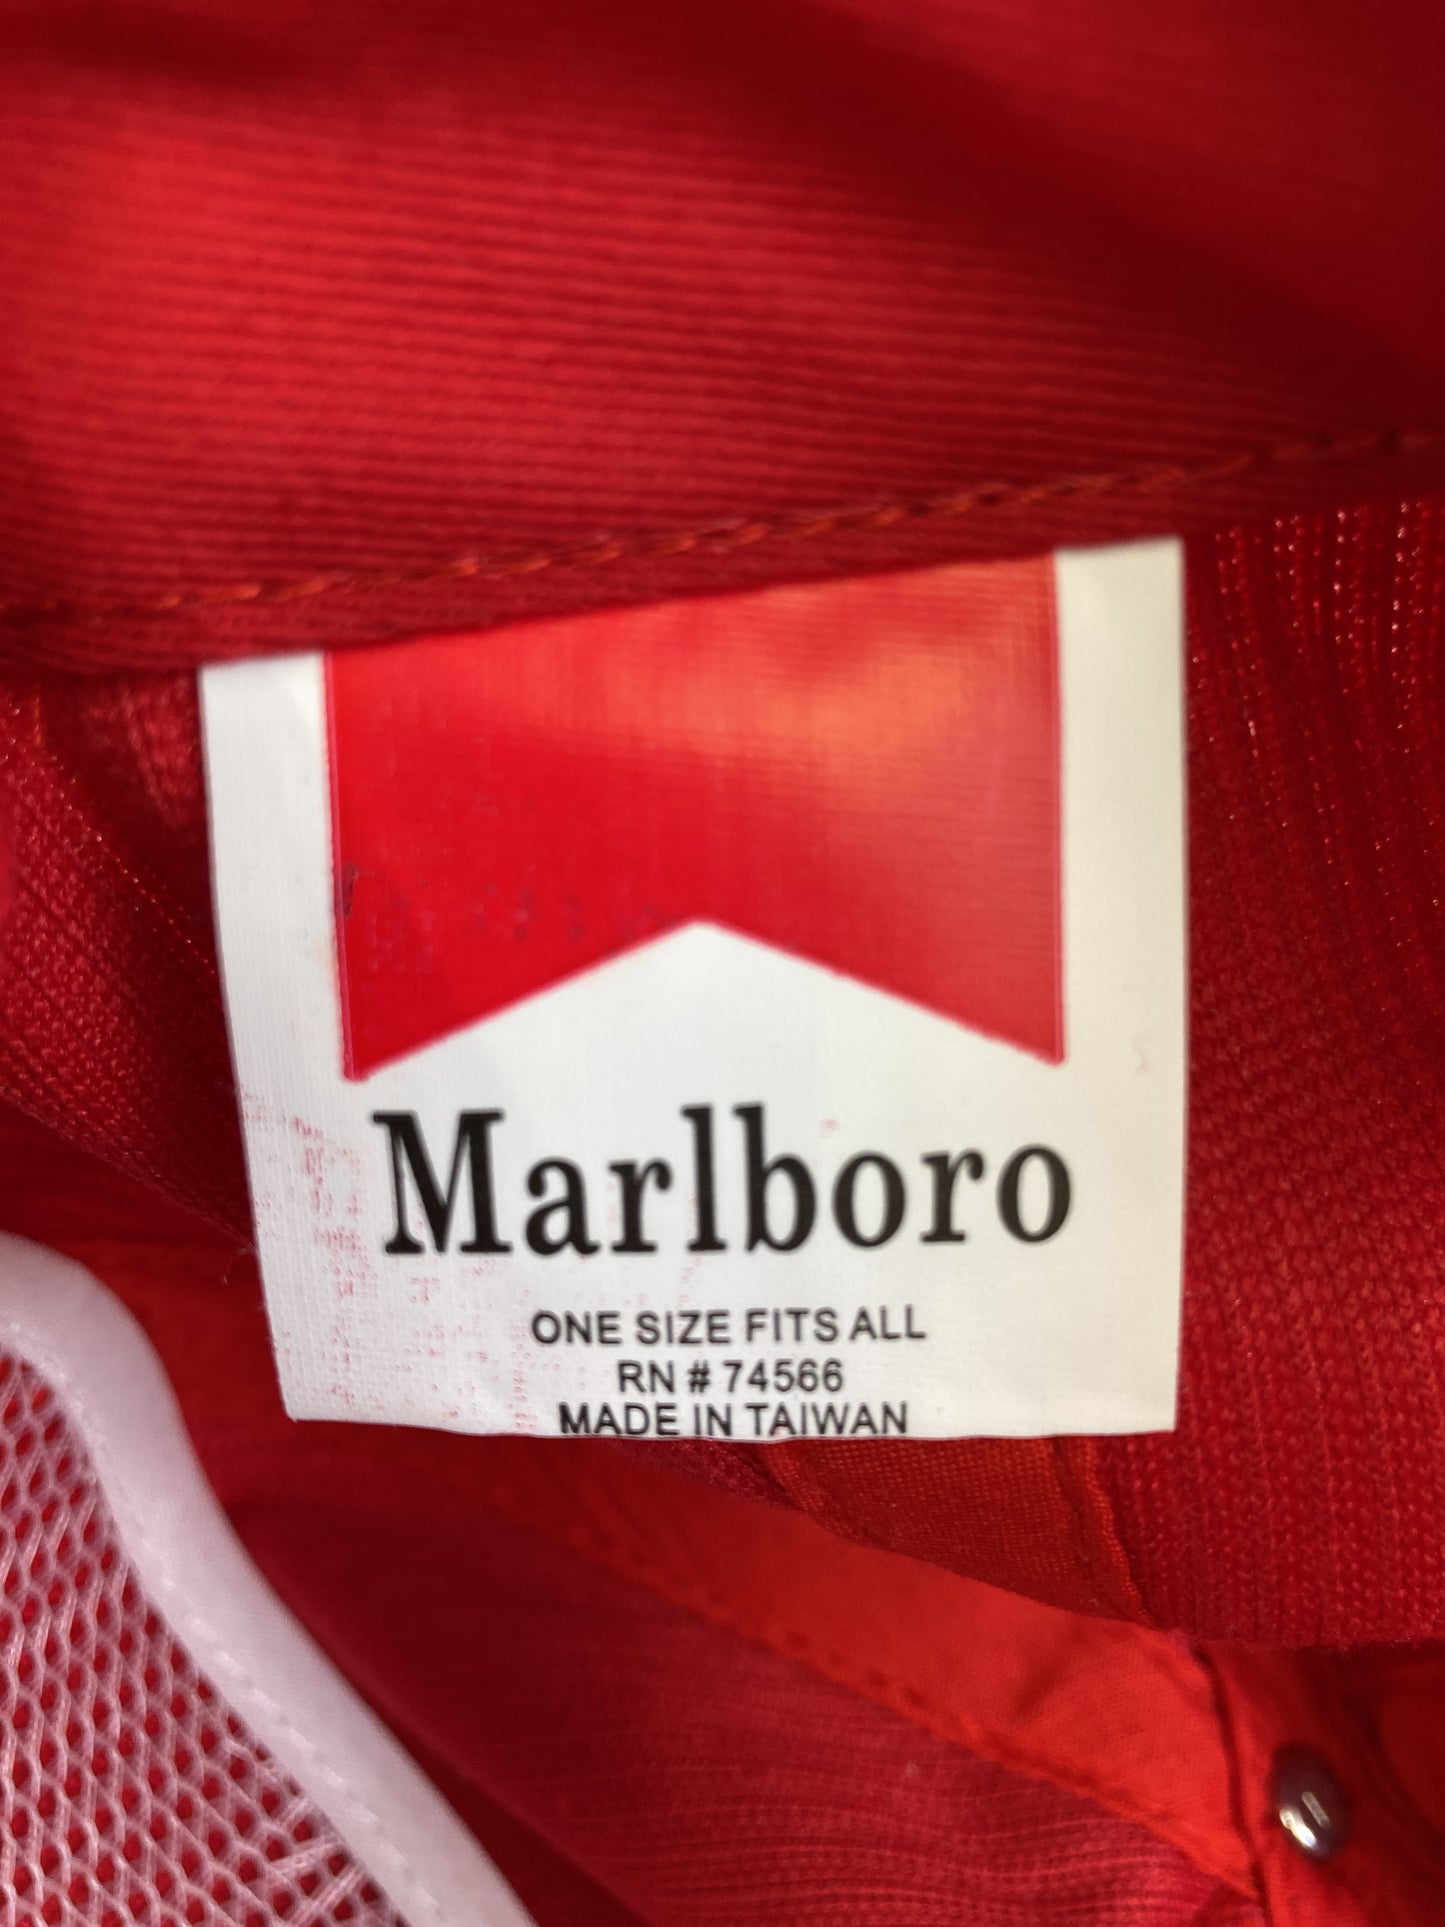 Marlboro
ONE SIZE FITS ALL
RN # 74566
MADE IN TAIWAN